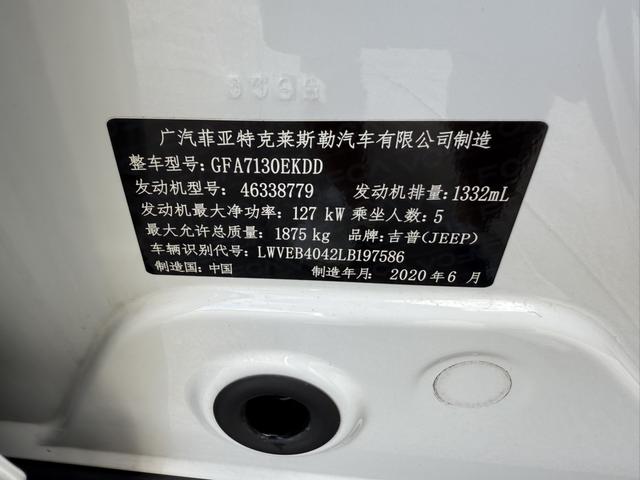 广汽菲亚特克莱斯勒汽车有限公司制造
整车型号: GFA7130EKDD
发动机型号: 46338779 发动机排量: 1332mL
发动机最大净功率: 127 kW 乘坐人数: 5
最大允许总质量: 1875 kg 品牌: 吉普(JEEP)
车辆识别代号: LWVEB4042LB197586
制造国: 中国 制造年月: 2020 年 6 月